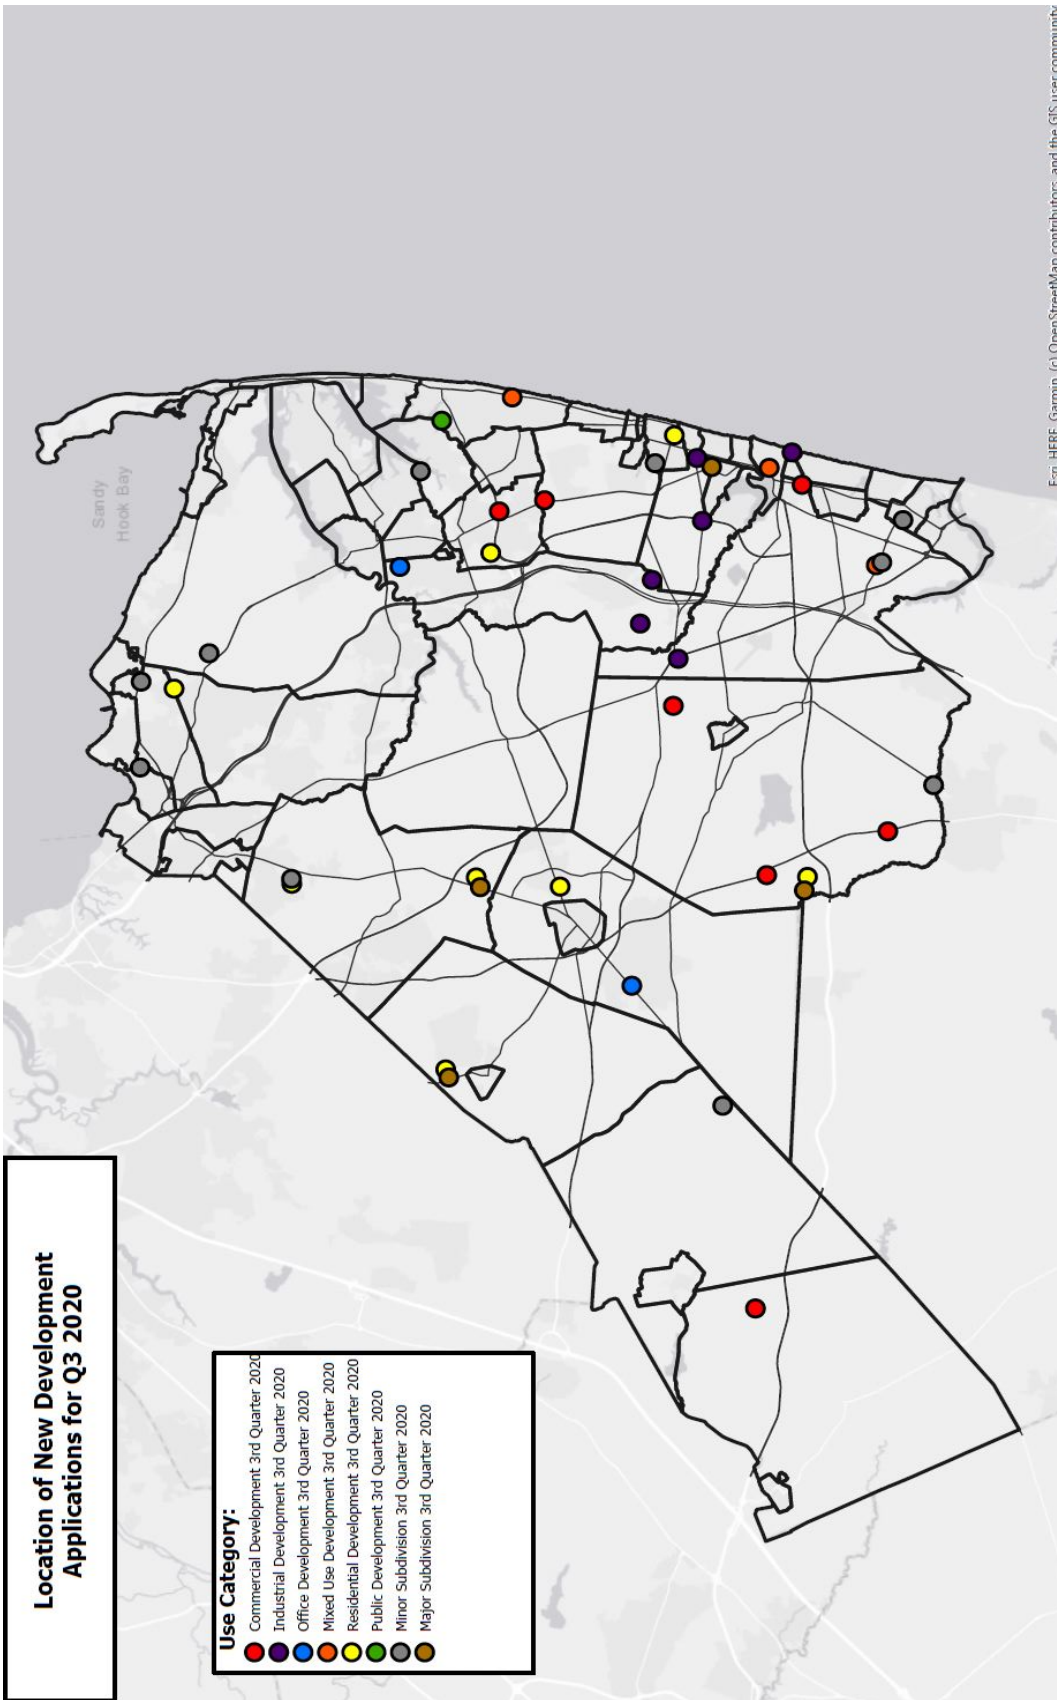 Location of New Development
Applications for Q3 2020
Use Category:
Commercial Development 3rd Quarter 2020
Industrial Development 3rd Quarter 2020
Office Development 3rd Quarter 2020
Mixed Use Development 3rd Quarter 2020
Residential Development 3rd Quarter 2020
Public Development 3rd Quarter 2020
Minor Subdivision 3rd Quarter 2020
Major Subdivision 3rd Quarter 2020
Sandy
Hook Bay
Esri, HERE, Garmin, (c) OpenStreetMap contributors, and the GIS user community